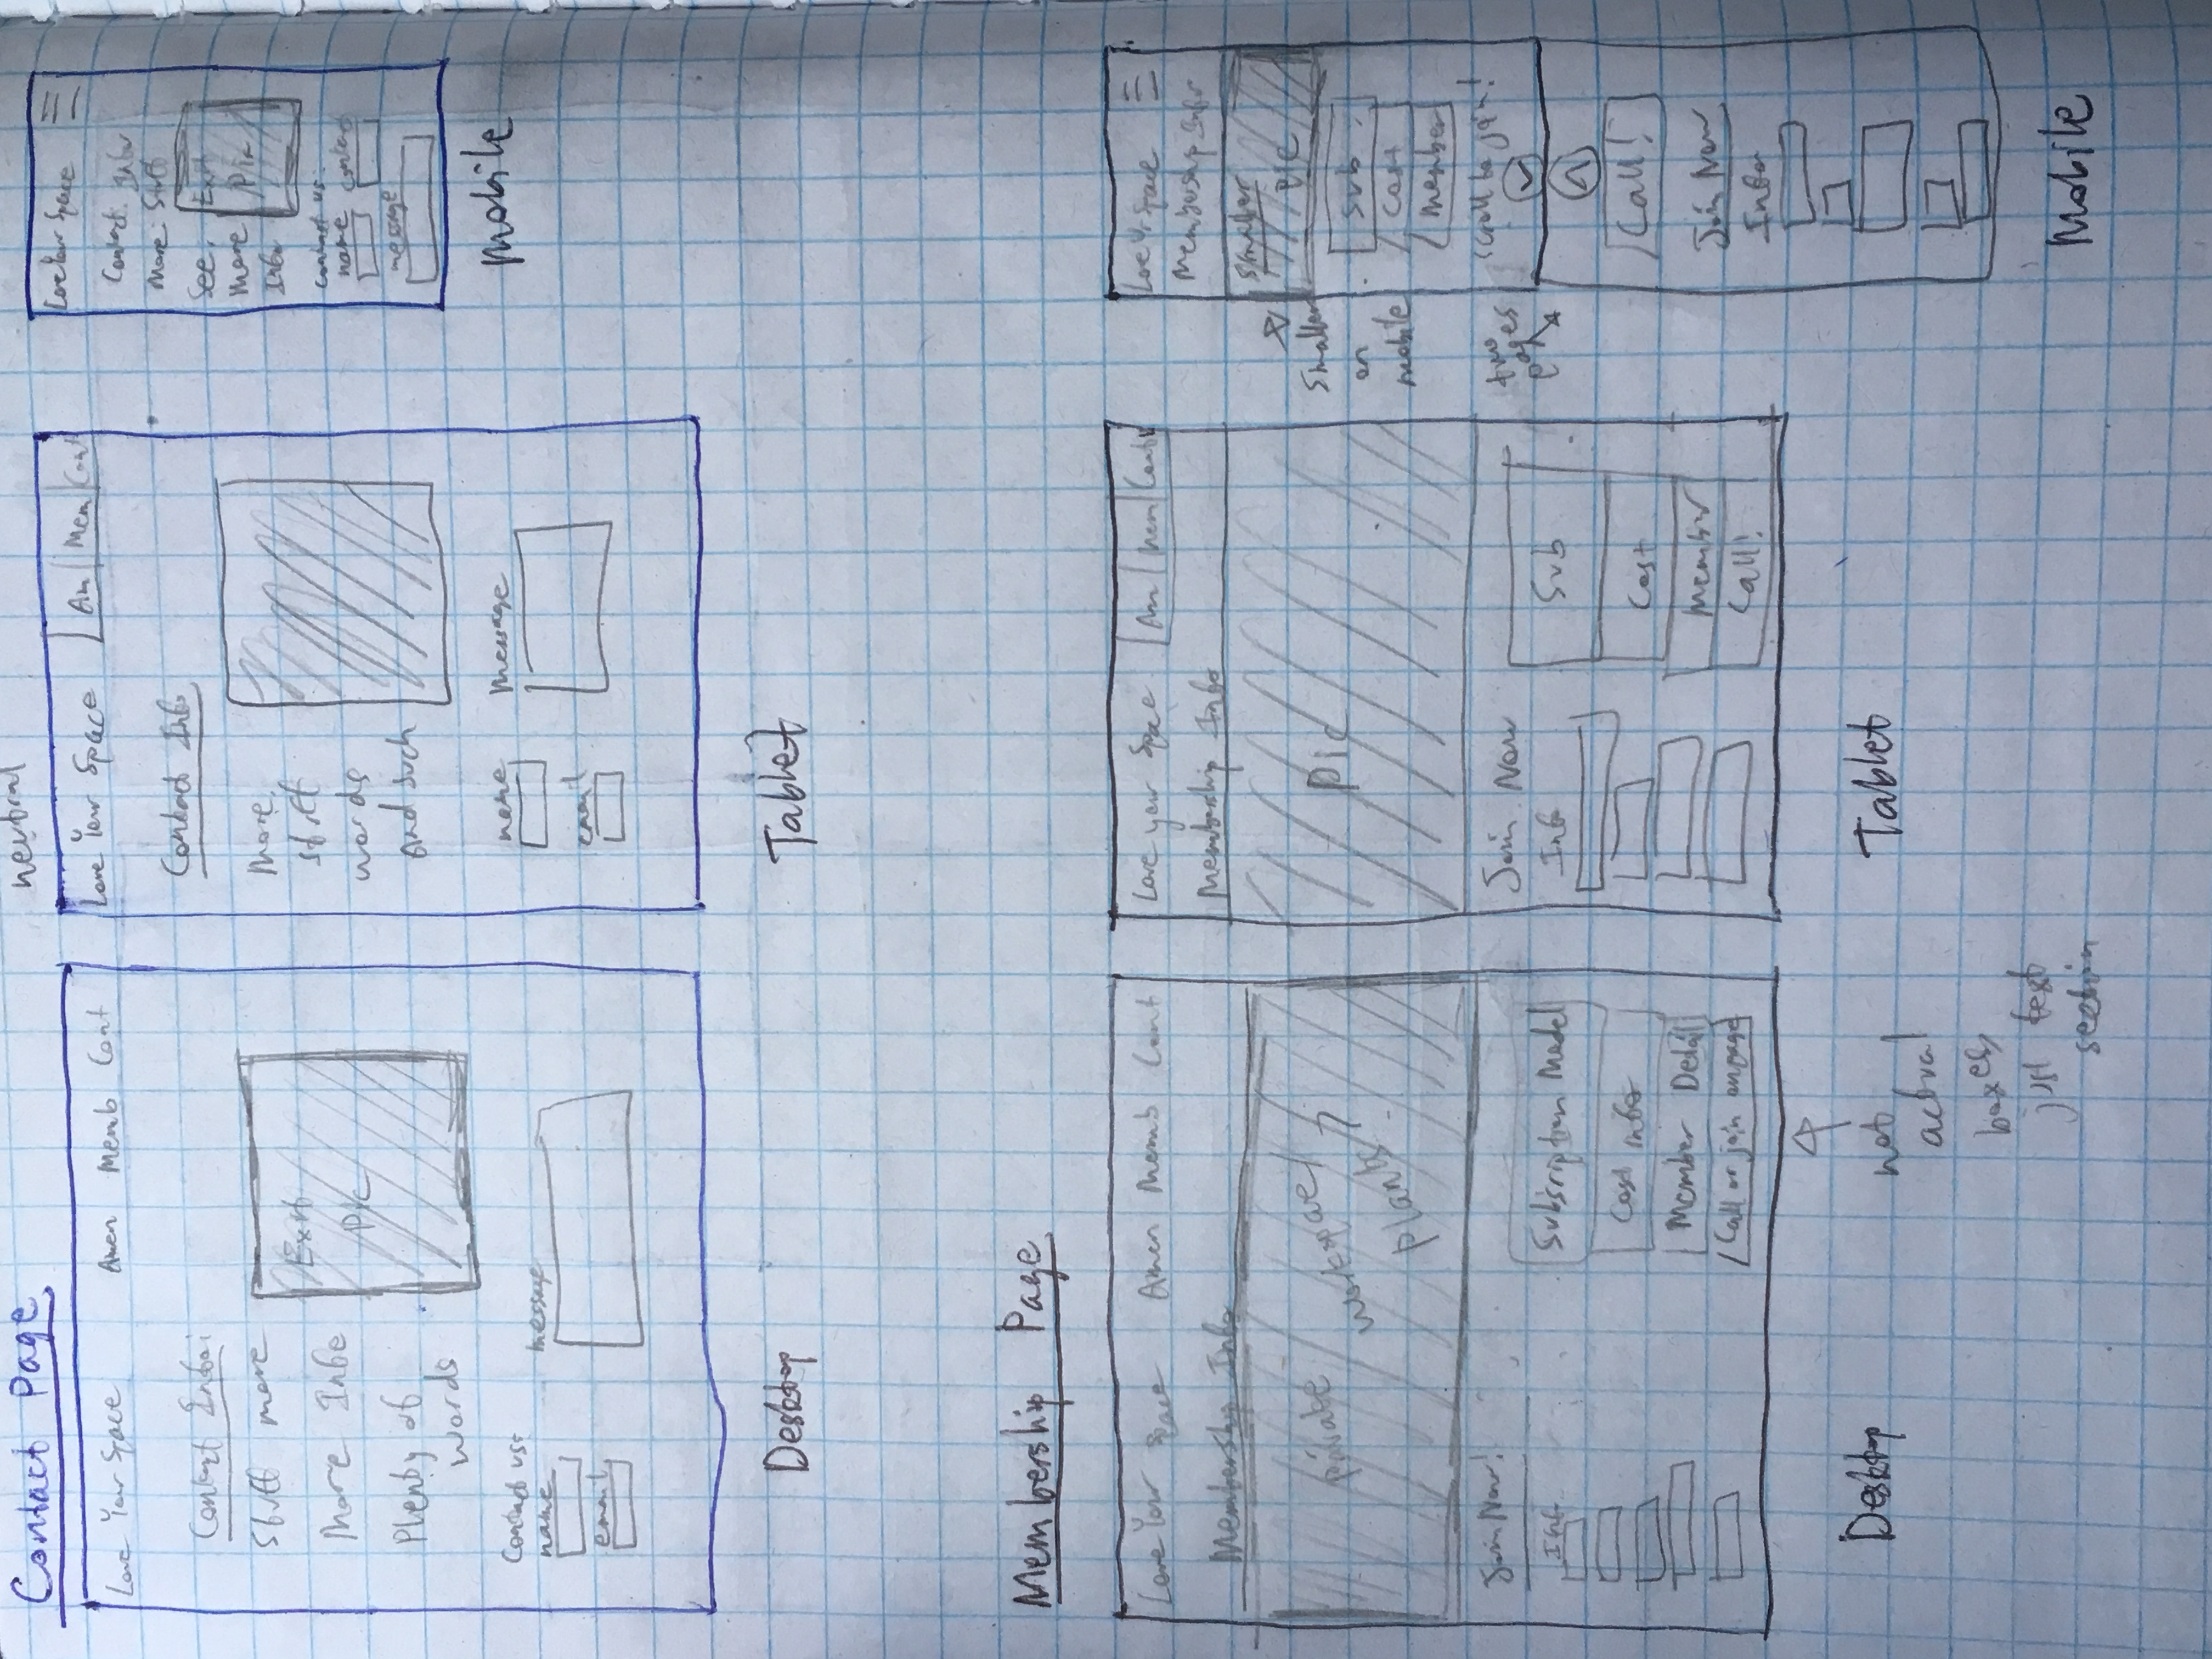 Contact Page
neutral
Love Your Space Amen Memb Cont
Contact Info:
Stuff more
More Info
Plenty of
words
Exit
Pic
Contact us:
name
email
message
Desktop
Love Your Space Am Mem Cont
Contact Info
More
stuff
words
And such
name
email
Message
Tablet
Love Your Space
Contact Info
More Stuff
See
more
Info
Exit
Pic
Contact us:
name contact
message
Mobile
Membership Page
Love Your Space Amen Memb Cont
Membership Info
Private
workspace/
plants?
Join Now!
Info
Subscription Model
Cost info
Member Detail
Call or join on page
Desktop
not
actual
boxes,
just text
section
Love your Space Am Mem Cont
Membership Info
Pic
Join Now
Info
Sub
Cost
Member
Call!
Tablet
Smaller
on
mobile
two
pages
Love Yr Space
Membership Info
Smaller
Pic
Sub
Cost
Member
scroll to join!
Call!
Join Now
Info
Mobile